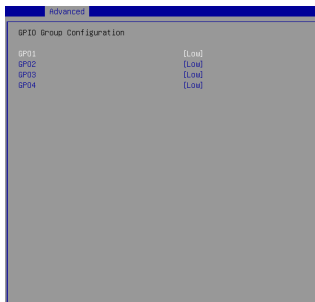 Advanced
GPIO Group Configuration
GPO1 [Low]
GPO2 [Low]
GPO3 [Low]
GPO4 [Low]